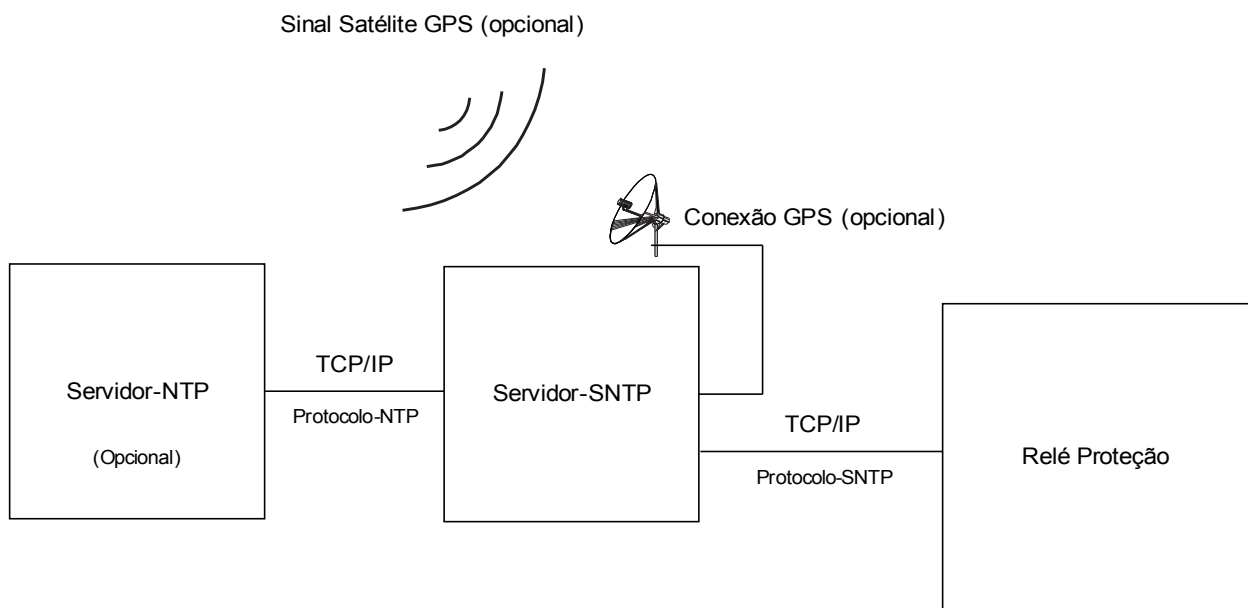 Sinal Satélite GPS (opcional)
Conexão GPS (opcional)
TCP/IP
Servidor-NTP
Servidor-SNTP
Protocolo-NTP
TCP/IP
(Opcional)
Relé Proteção
Protocolo-SNTP